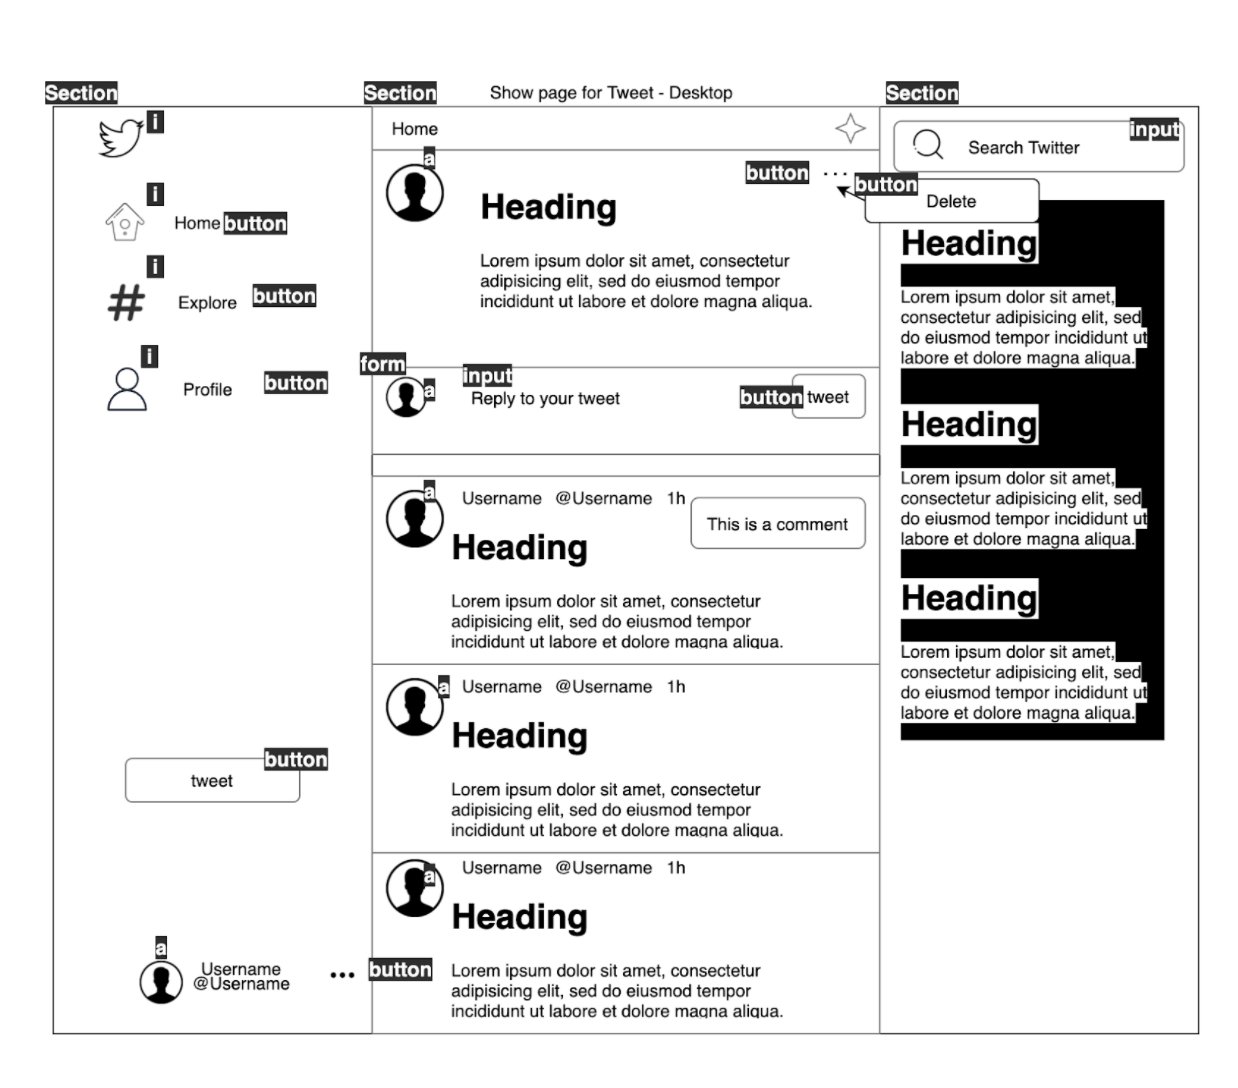 Section
Section
Show page for Tweet - Desktop
Section
i
i
Home
button
i
Explore
button
i
Profile
button
tweet
button
a
Username
@Username
button
Home
a
button
button
Delete
Heading
Lorem ipsum dolor sit amet, consectetur
adipisicing elit, sed do eiusmod tempor
incididunt ut labore et dolore magna aliqua.
form
a
input
Reply to your tweet
button
tweet
a
Username @Username 1h
This is a comment
Heading
Lorem ipsum dolor sit amet, consectetur
adipisicing elit, sed do eiusmod tempor
incididunt ut labore et dolore magna aliqua.
a
Username @Username 1h
Heading
Lorem ipsum dolor sit amet, consectetur
adipisicing elit, sed do eiusmod tempor
incididunt ut labore et dolore magna aliqua.
a
Username @Username 1h
Heading
Lorem ipsum dolor sit amet, consectetur
adipisicing elit, sed do eiusmod tempor
incididunt ut labore et dolore magna aliqua.
input
Search Twitter
Heading
Lorem ipsum dolor sit amet,
consectetur adipisicing elit, sed
do eiusmod tempor incididunt ut
labore et dolore magna aliqua.
Heading
Lorem ipsum dolor sit amet,
consectetur adipisicing elit, sed
do eiusmod tempor incididunt ut
labore et dolore magna aliqua.
Heading
Lorem ipsum dolor sit amet,
consectetur adipisicing elit, sed
do eiusmod tempor incididunt ut
labore et dolore magna aliqua.